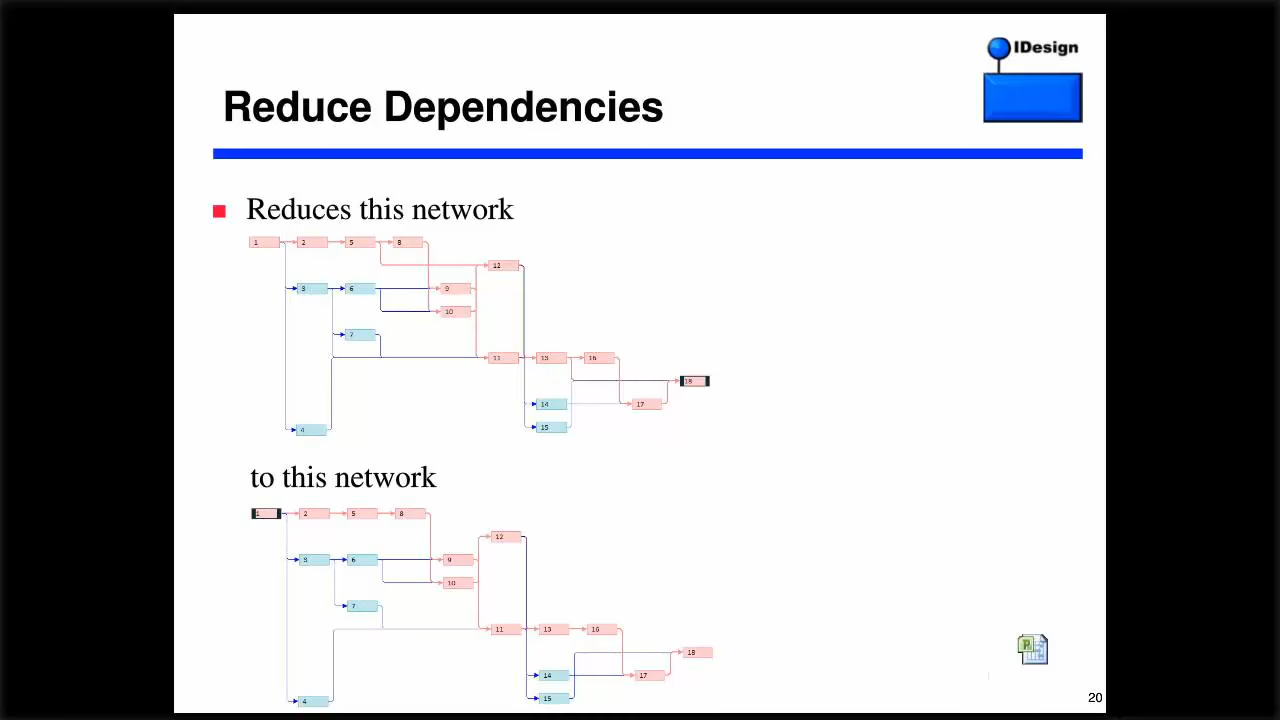 IDesign
Reduce Dependencies
Reduces this network
1 2 5 8
12
3 6 9
10
7
11 13 16
18
14 17
15
4
to this network
1 2 5 8
12
3 6 9
10
7
11 13 16
18
14 17
15
4
20